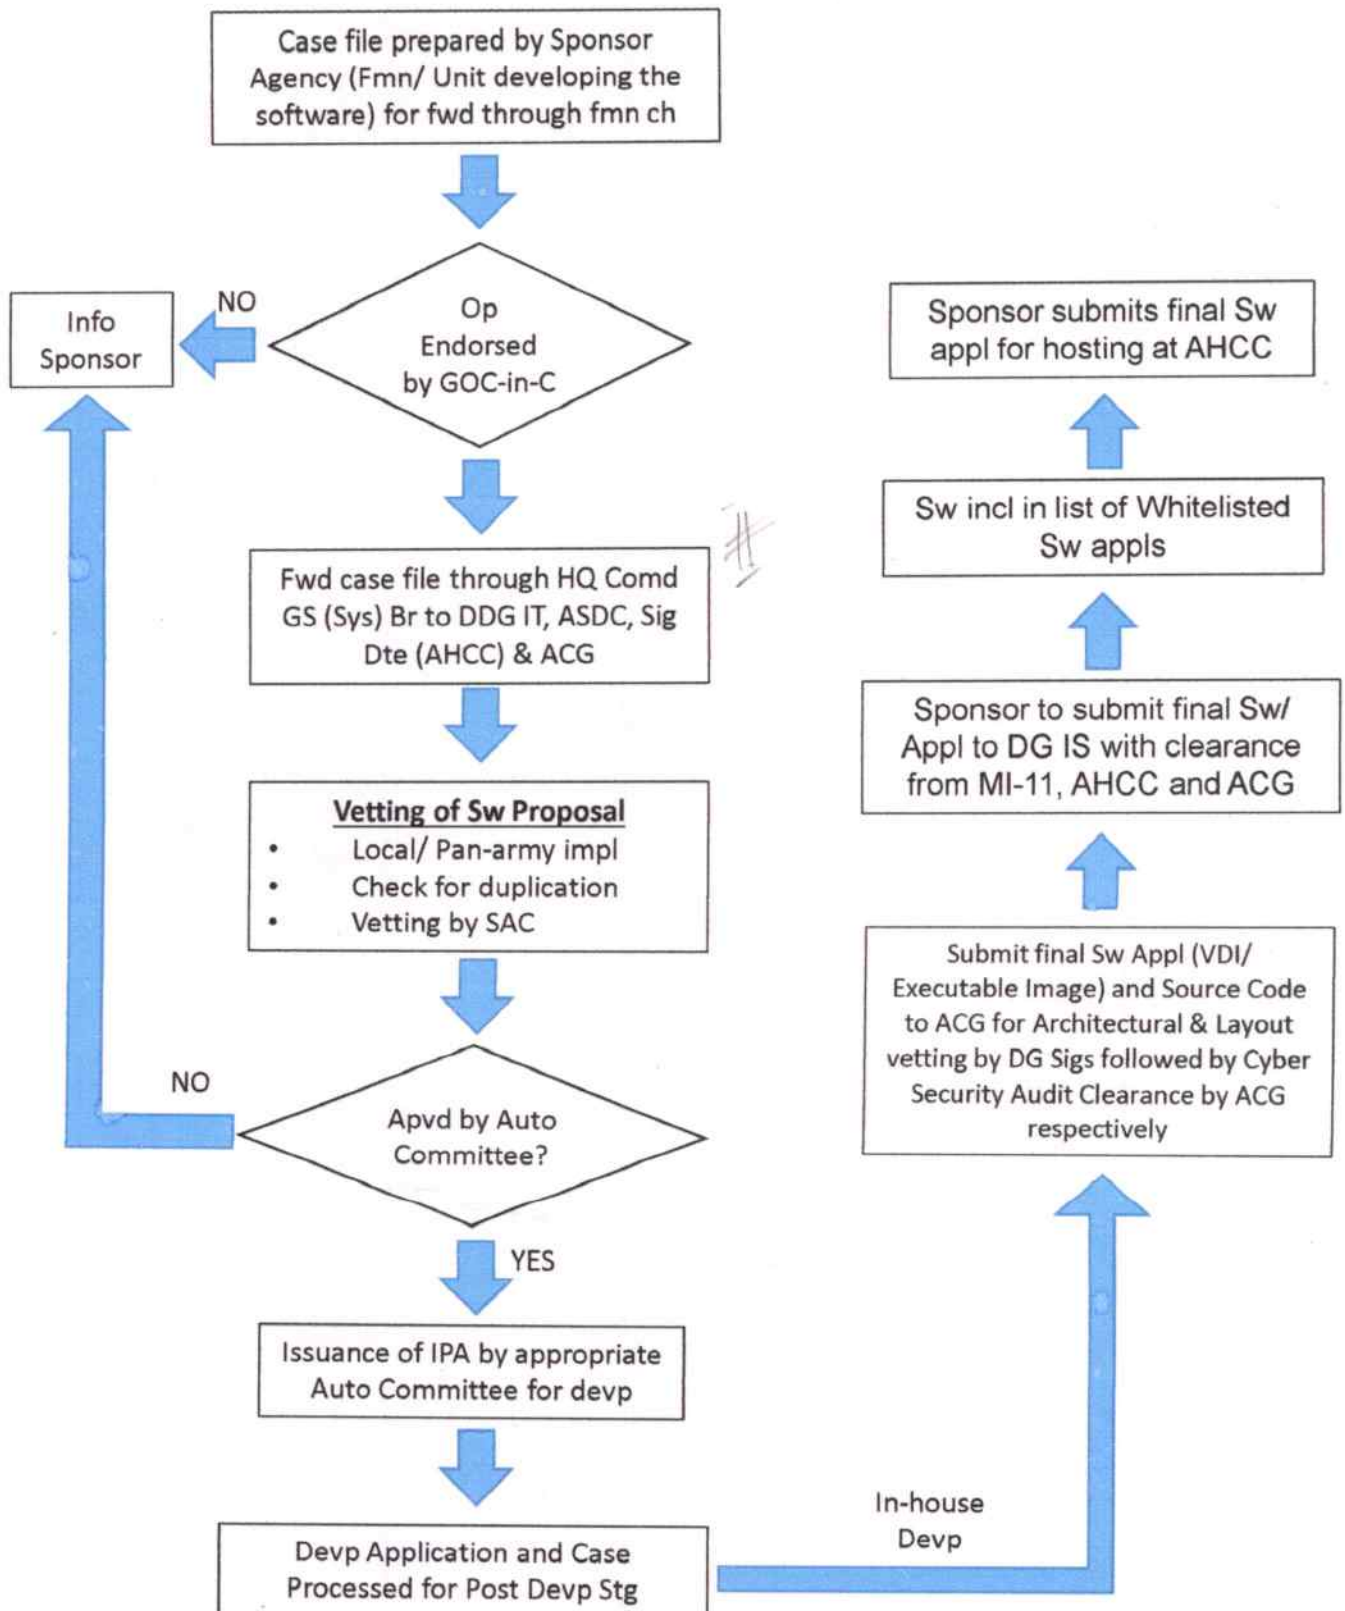 Case file prepared by Sponsor
Agency (Fmn/ Unit developing the
software) for fwd through fmn ch
Op
Endorsed
by GOC-in-C
NO
Info
Sponsor
Fwd case file through HQ Comd
GS (Sys) Br to DDG IT, ASDC, Sig
Dte (AHCC) & ACG
Vetting of Sw Proposal
• Local/ Pan-army impl
• Check for duplication
• Vetting by SAC
Apvd by Auto
Committee?
NO
YES
Issuance of IPA by appropriate
Auto Committee for devp
Devp Application and Case
Processed for Post Devp Stg
In-house
Devp
Submit final Sw Appl (VDI/
Executable Image) and Source Code
to ACG for Architectural & Layout
vetting by DG Sigs followed by Cyber
Security Audit Clearance by ACG
respectively
Sponsor to submit final Sw/
Appl to DG IS with clearance
from MI-11, AHCC and ACG
Sw incl in list of Whitelisted
Sw appls
Sponsor submits final Sw
appl for hosting at AHCC